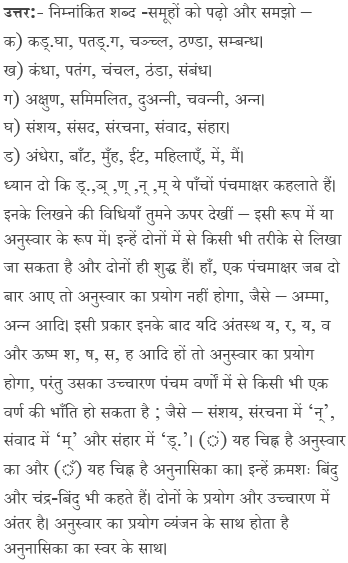 उत्तर:- निम्नांकित शब्द -समूहों को पढ़ो और समझो –
क) कड्.घा, पतड्.ग, चञ्च्ल, ठण्डा, सम्बन्ध।
ख) कंधा, पतंग, चंचल, ठंडा, संबंध।
ग) अक्षुण, समिमलित, दुअन्नी, चवन्नी, अन्न।
घ) संशय, संसद, संरचना, संवाद, संहार।
ड) अंधेरा, बाँट, मुँह, ईंट, महिलाएँ, में, मैं।
ध्यान दो कि ड्.,ञ् ,ण् ,न् ,म् ये पाँचों पंचमाक्षर कहलाते हैं।
इनके लिखने की विधियाँ तुमने ऊपर देखीं – इसी रूप में या
अनुस्वार के रूप में। इन्हें दोनों में से किसी भी तरीके से लिखा
जा सकता है और दोनों ही शुद्ध हैं। हाँ, एक पंचमाक्षर जब दो
बार आए तो अनुस्वार का प्रयोग नहीं होगा, जैसे – अम्मा,
अन्न आदि। इसी प्रकार इनके बाद यदि अंतस्थ य, र, य, व
और ऊष्म श, ष, स, ह आदि हों तो अनुस्वार का प्रयोग
होगा, परंतु उसका उच्चारण पंचम वर्णों में से किसी भी एक
वर्ण की भाँति हो सकता है ; जैसे – संशय, संरचना में ‘न्’,
संवाद में ‘म्’ और संहार में ‘ड्.’। (ं) यह चिह्न है अनुस्वार
का और (ँ) यह चिह्न है अनुनासिका का। इन्हें क्रमशः बिंदु
और चंद्र-बिंदु भी कहते हैं। दोनों के प्रयोग और उच्चारण में
अंतर है। अनुस्वार का प्रयोग व्यंजन के साथ होता है
अनुनासिका का स्वर के साथ।